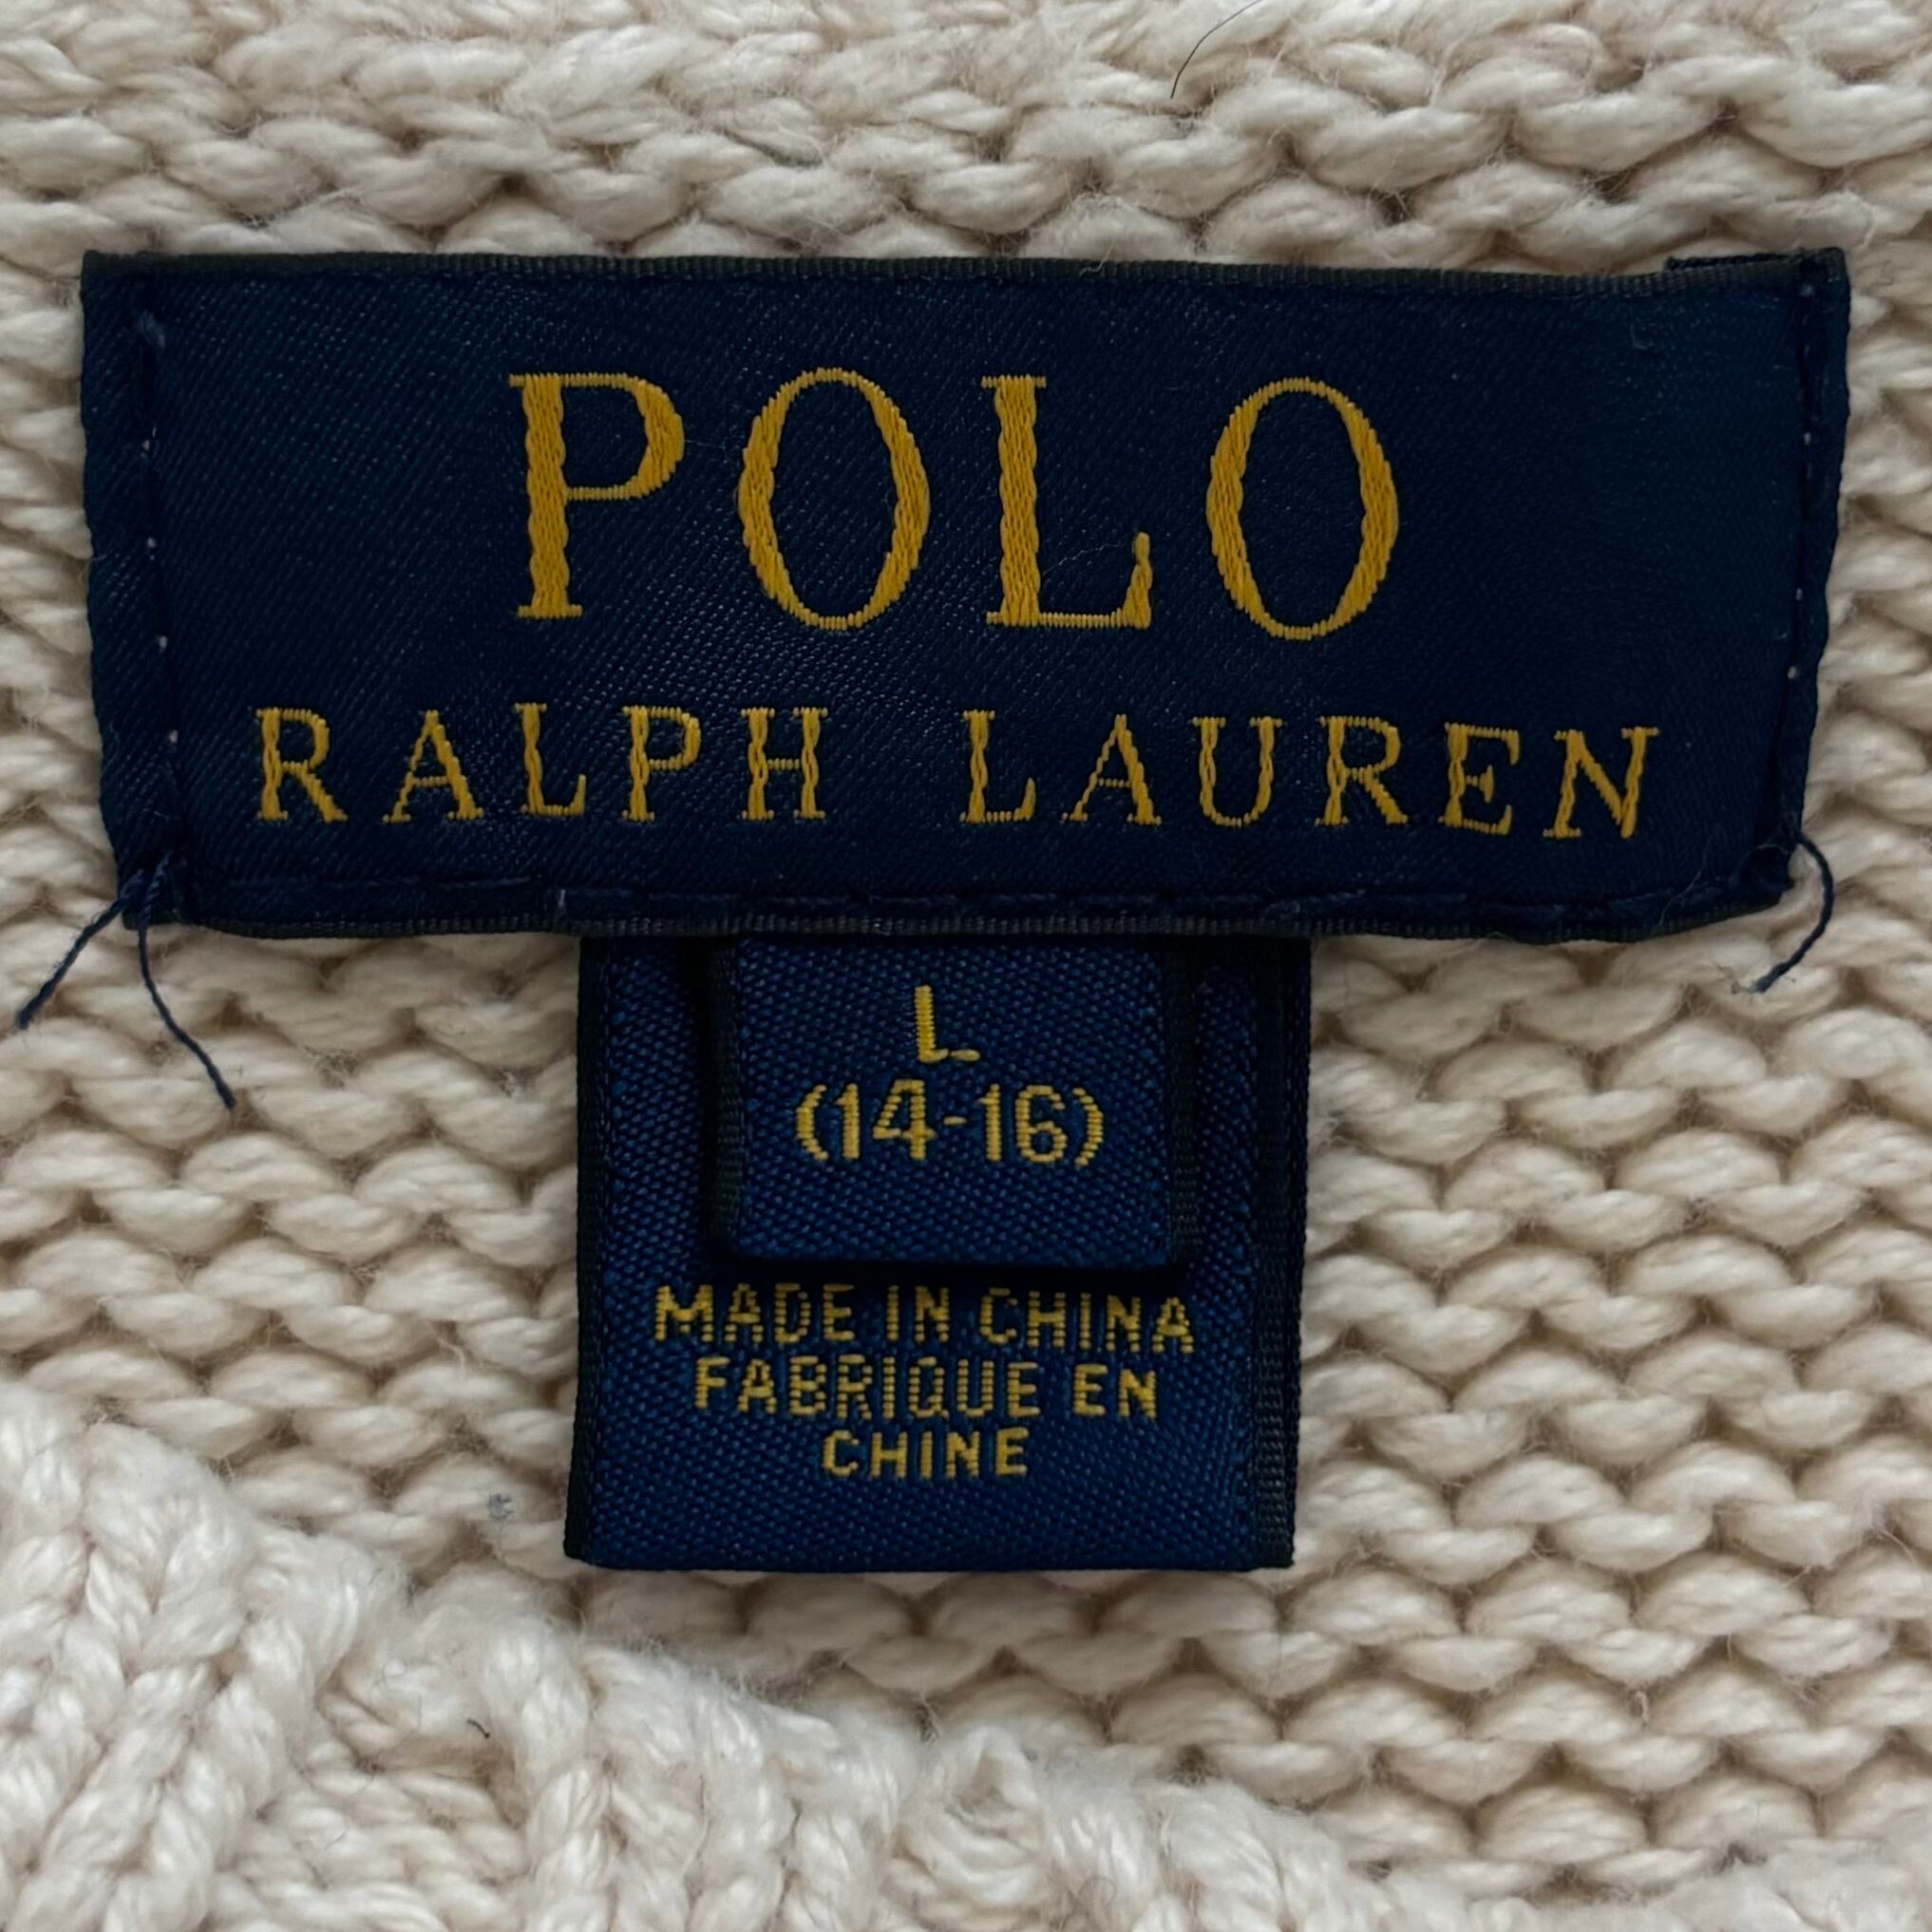 POLO
RALPH LAUREN
L
(14-16)
MADE IN CHINA
FABRIQUE EN
CHINE